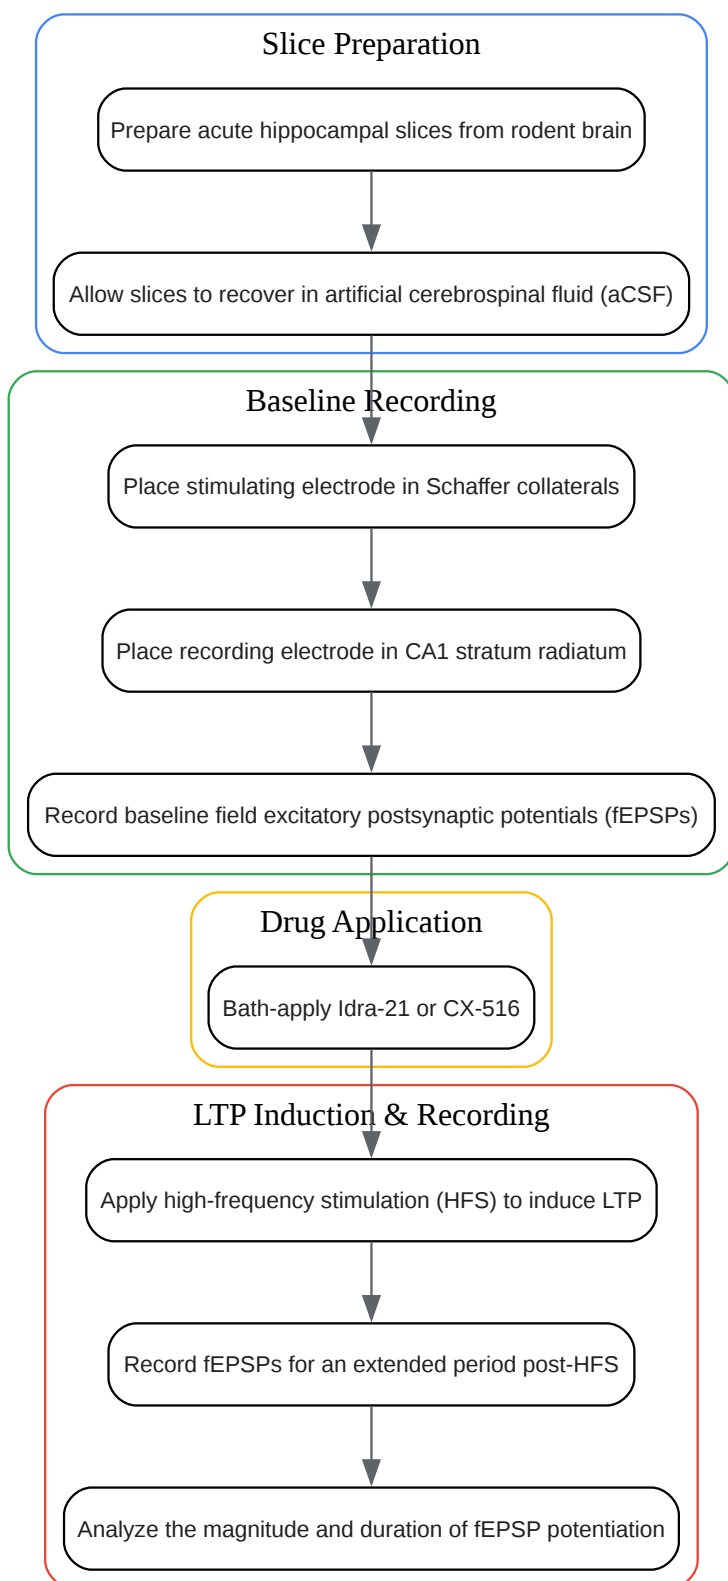 Slice Preparation
Prepare acute hippocampal slices from rodent brain
Allow slices to recover in artificial cerebrospinal fluid (aCSF)
Baseline Recording
Place stimulating electrode in Schaffer collaterals
Place recording electrode in CA1 stratum radiatum
Record baseline field excitatory postsynaptic potentials (fEPSPs)
Drug Application
Bath-apply Idra-21 or CX-516
LTP Induction & Recording
Apply high-frequency stimulation (HFS) to induce LTP
Record fEPSPs for an extended period post-HFS
Analyze the magnitude and duration of fEPSP potentiation